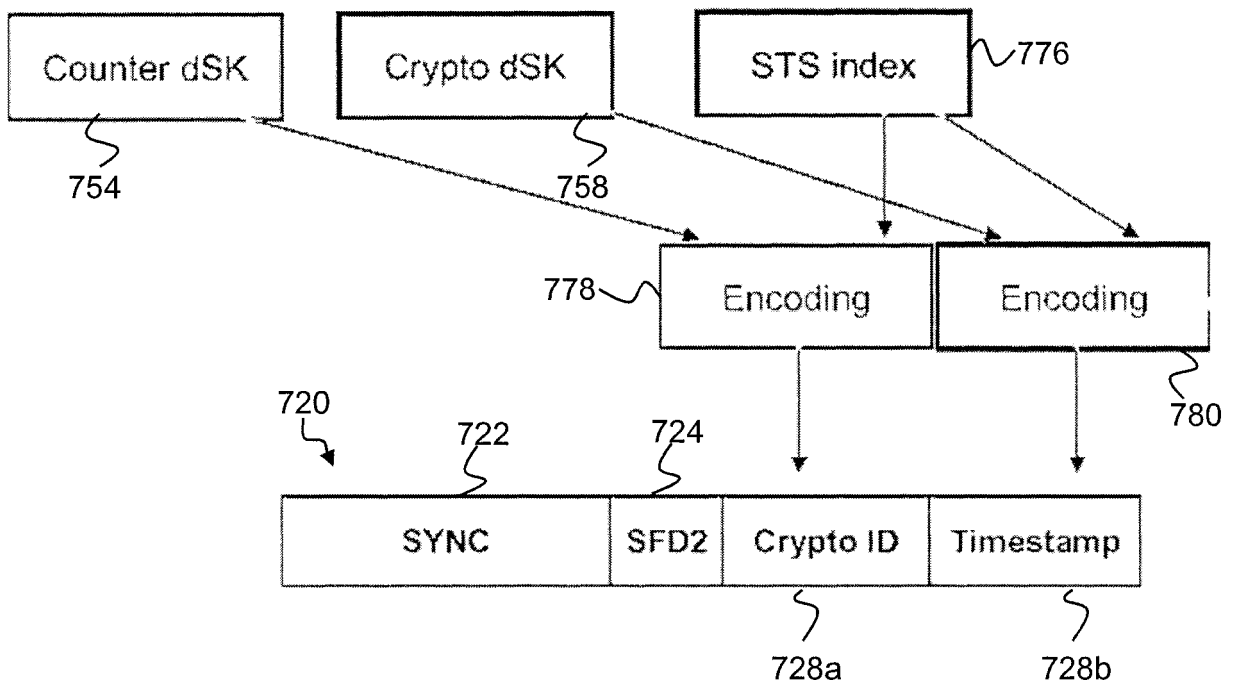 Counter dSK
Crypto dSK
STS index
776
754
758
778
Encoding
Encoding
780
720
722
724
SYNC
SFD2
Crypto ID
Timestamp
728a
728b